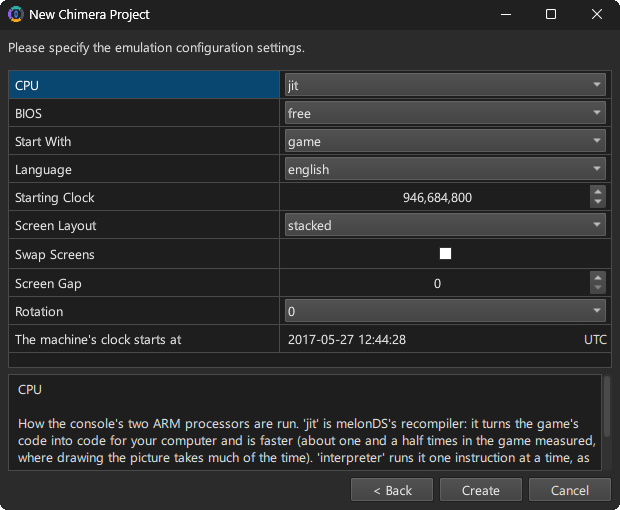 New Chimera Project
Please specify the emulation configuration settings.
CPU jit
BIOS free
Start With game
Language english
Starting Clock 946,684,800
Screen Layout stacked
Swap Screens
Screen Gap 0
Rotation 0
The machine's clock starts at 2017-05-27 12:44:28 UTC
CPU
How the console's two ARM processors are run. 'jit' is melonDS's recompiler: it turns the game's
code into code for your computer and is faster (about one and a half times in the game measured,
where drawing the picture takes much of the time). 'interpreter' runs it one instruction at a time, as
< Back Create Cancel